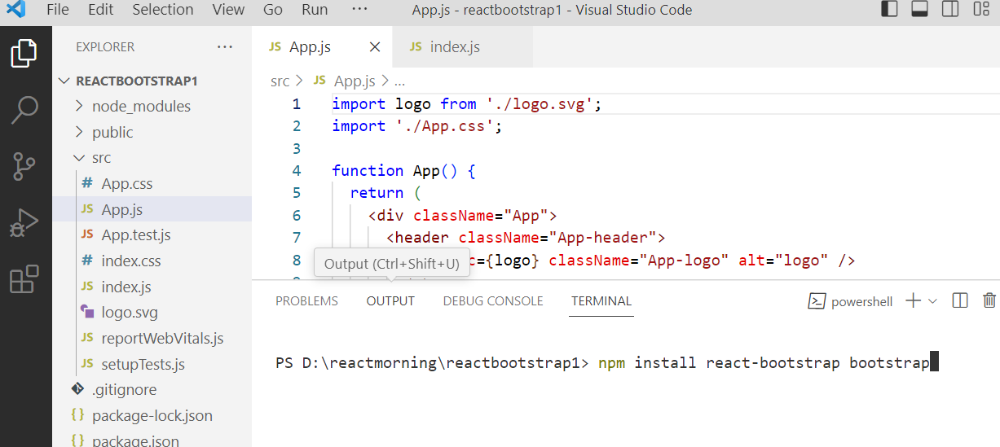 File Edit Selection View Go Run ··· App.js - reactbootstrap1 - Visual Studio Code
EXPLORER ···
REACTBOOTSTRAP1
node_modules
public
src
# App.css
JS App.js
JS App.test.js
# index.css
JS index.js
logo.svg
JS reportWebVitals.js
JS setupTests.js
.gitignore
{} package-lock.json
{} package.json
JS App.js JS index.js
src > JS App.js > ...
1 import logo from './logo.svg';
2 import './App.css';
3
4 function App() {
5 return (
6 <div className="App">
7 <header className="App-header">
8 c={logo} className="App-logo" alt="logo" />
Output (Ctrl+Shift+U)
PROBLEMS OUTPUT DEBUG CONSOLE TERMINAL powershell
PS D:\reactmorning\reactbootstrap1> npm install react-bootstrap bootstrap